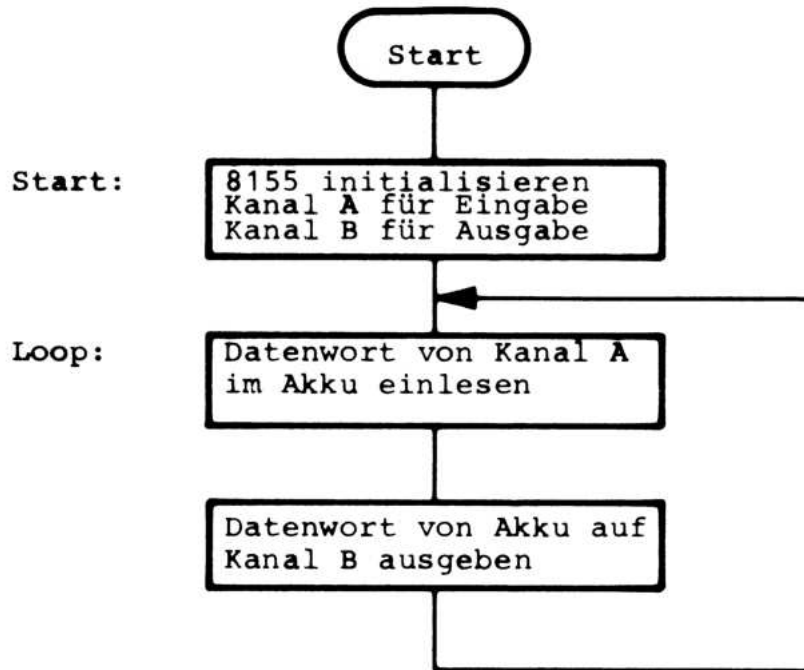 Start
Start:
8155 initialisieren
Kanal A für Eingabe
Kanal B für Ausgabe
Loop:
Datenwort von Kanal A
im Akku einlesen
Datenwort von Akku auf
Kanal B ausgeben